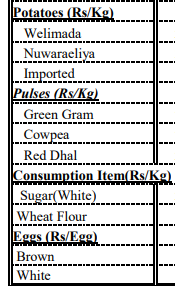 Potatoes (Rs/Kg)
Welimada
Nuwaraeliya
Imported
Pulses (Rs/Kg)
Green Gram
Cowpea
Red Dhal
Consumption Item(Rs/Kg)
Sugar(White)
Wheat Flour
Eggs (Rs/Egg)
Brown
White